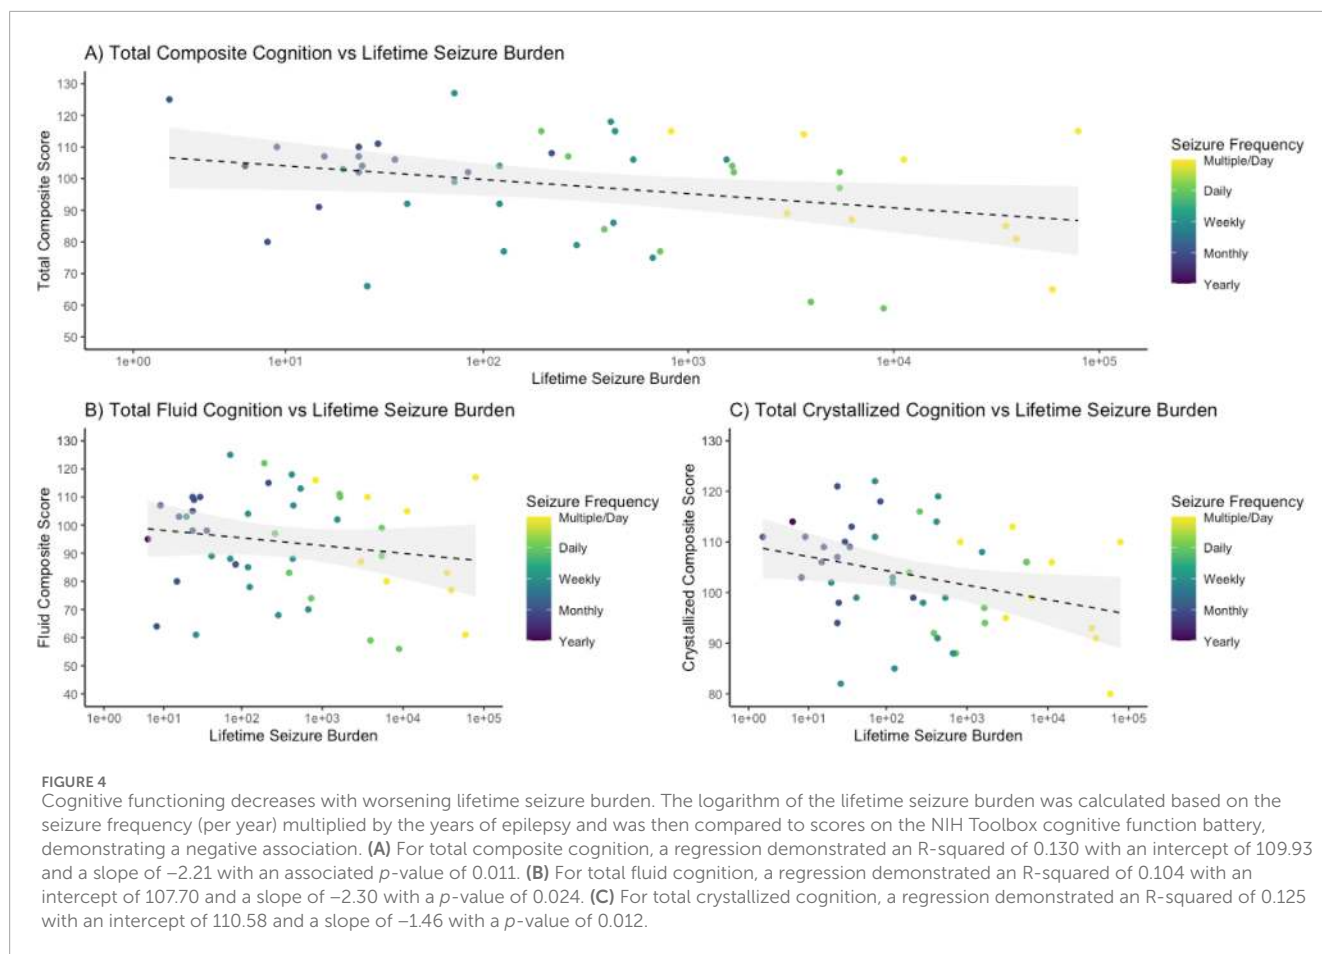 A) Total Composite Cognition vs Lifetime Seizure Burden
Total Composite Score
130
120
110
100
90
80
70
60
50
1e+00
1e+01
1e+02
1e+03
1e+04
1e+05
Lifetime Seizure Burden
Seizure Frequency
Multiple/Day
Daily
Weekly
Monthly
Yearly
B) Total Fluid Cognition vs Lifetime Seizure Burden
Fluid Composite Score
130
120
110
100
90
80
70
60
50
40
1e+00
1e+01
1e+02
1e+03
1e+04
1e+05
Lifetime Seizure Burden
Seizure Frequency
Multiple/Day
Daily
Weekly
Monthly
Yearly
C) Total Crystallized Cognition vs Lifetime Seizure Burden
Crystallized Composite Score
130
120
110
100
90
80
1e+00
1e+01
1e+02
1e+03
1e+04
1e+05
Lifetime Seizure Burden
Seizure Frequency
Multiple/Day
Daily
Weekly
Monthly
Yearly
FIGURE 4
Cognitive functioning decreases with worsening lifetime seizure burden. The logarithm of the lifetime seizure burden was calculated based on the
seizure frequency (per year) multiplied by the years of epilepsy and was then compared to scores on the NIH Toolbox cognitive function battery,
demonstrating a negative association. (A) For total composite cognition, a regression demonstrated an R-squared of 0.130 with an intercept of 109.93
and a slope of −2.21 with an associated p-value of 0.011. (B) For total fluid cognition, a regression demonstrated an R-squared of 0.104 with an
intercept of 107.70 and a slope of −2.30 with a p-value of 0.024. (C) For total crystallized cognition, a regression demonstrated an R-squared of 0.125
with an intercept of 110.58 and a slope of −1.46 with a p-value of 0.012.